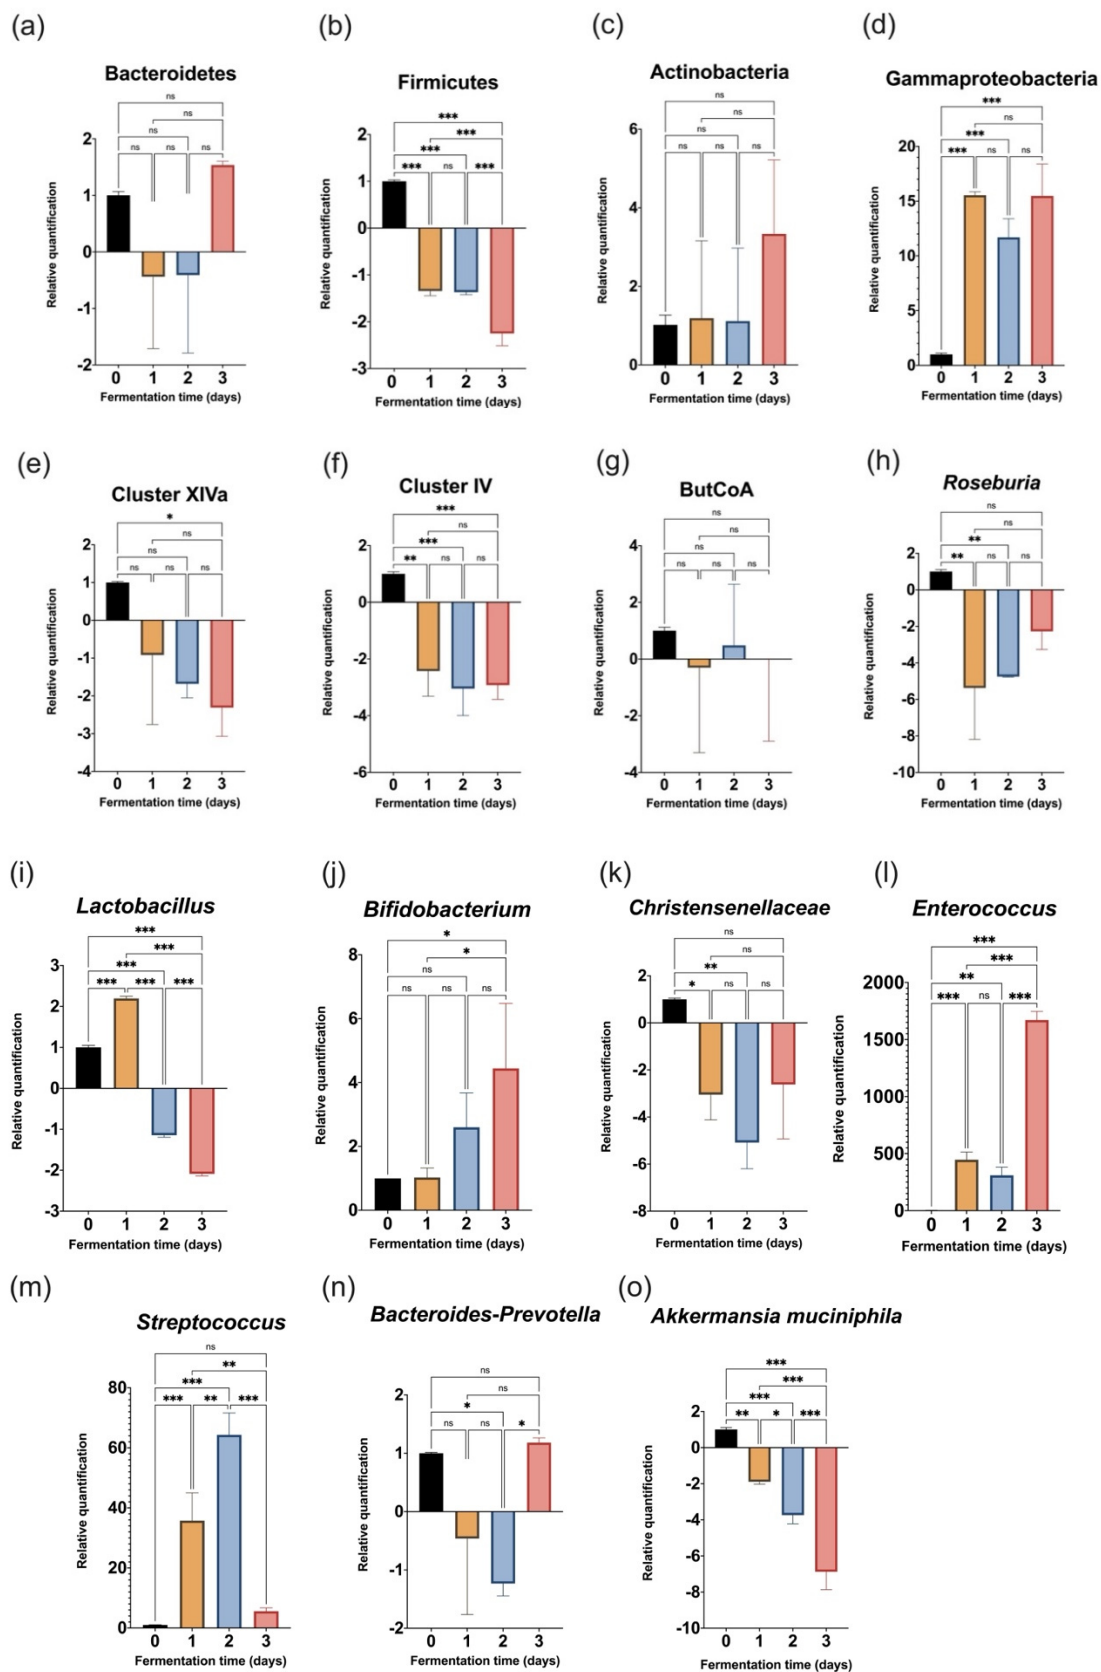 (a)
Bacteroidetes
ns
ns
ns
ns ns ns
Relative quantification
2
1
0
-1
-2
0 1 2 3
Fermentation time (days)
(b)
Firmicutes
***
***
***
*** ns ***
Relative quantification
2
1
0
-1
-2
-3
0 1 2 3
Fermentation time (days)
(c)
Actinobacteria
ns
ns
ns
ns ns ns
Relative quantification
6
4
2
0
0 1 2 3
Fermentation time (days)
(d)
Gammaproteobacteria
***
ns
***
*** ns ns
Relative quantification
20
15
10
5
0
0 1 2 3
Fermentation time (days)
(e)
Cluster XIVa
*
ns
ns
ns ns ns
Relative quantification
2
1
0
-1
-2
-3
-4
0 1 2 3
Fermentation time (days)
(f)
Cluster IV
***
ns
***
** ns ns
Relative quantification
2
0
-2
-4
-6
0 1 2 3
Fermentation time (days)
(g)
ButCoA
ns
ns
ns
ns ns ns
Relative quantification
4
2
0
-2
-4
0 1 2 3
Fermentation time (days)
(h)
Roseburia
ns
ns
**
** ns ns
Relative quantification
2
0
-2
-4
-6
-8
-10
0 1 2 3
Fermentation time (days)
(i)
Lactobacillus
***
***
***
*** *** ***
Relative quantification
3
2
1
0
-1
-2
-3
0 1 2 3
Fermentation time (days)
(j)
Bifidobacterium
*
*
ns
ns ns ns
Relative quantification
8
6
4
2
0
0 1 2 3
Fermentation time (days)
(k)
Christensenellaceae
ns
ns
**
* ns ns
Relative quantification
2
0
-2
-4
-6
-8
0 1 2 3
Fermentation time (days)
(l)
Enterococcus
***
***
**
*** ns ***
Relative quantification
2000
1500
1000
500
0
0 1 2 3
Fermentation time (days)
(m)
Streptococcus
ns
**
***
*** ** ***
Relative quantification
80
60
40
20
0
0 1 2 3
Fermentation time (days)
(n)
Bacteroides-Prevotella
ns
ns
*
ns ns *
Relative quantification
2
1
0
-1
-2
0 1 2 3
Fermentation time (days)
(o)
Akkermansia muciniphila
***
***
***
** * ***
Relative quantification
2
0
-2
-4
-6
-8
-10
0 1 2 3
Fermentation time (days)